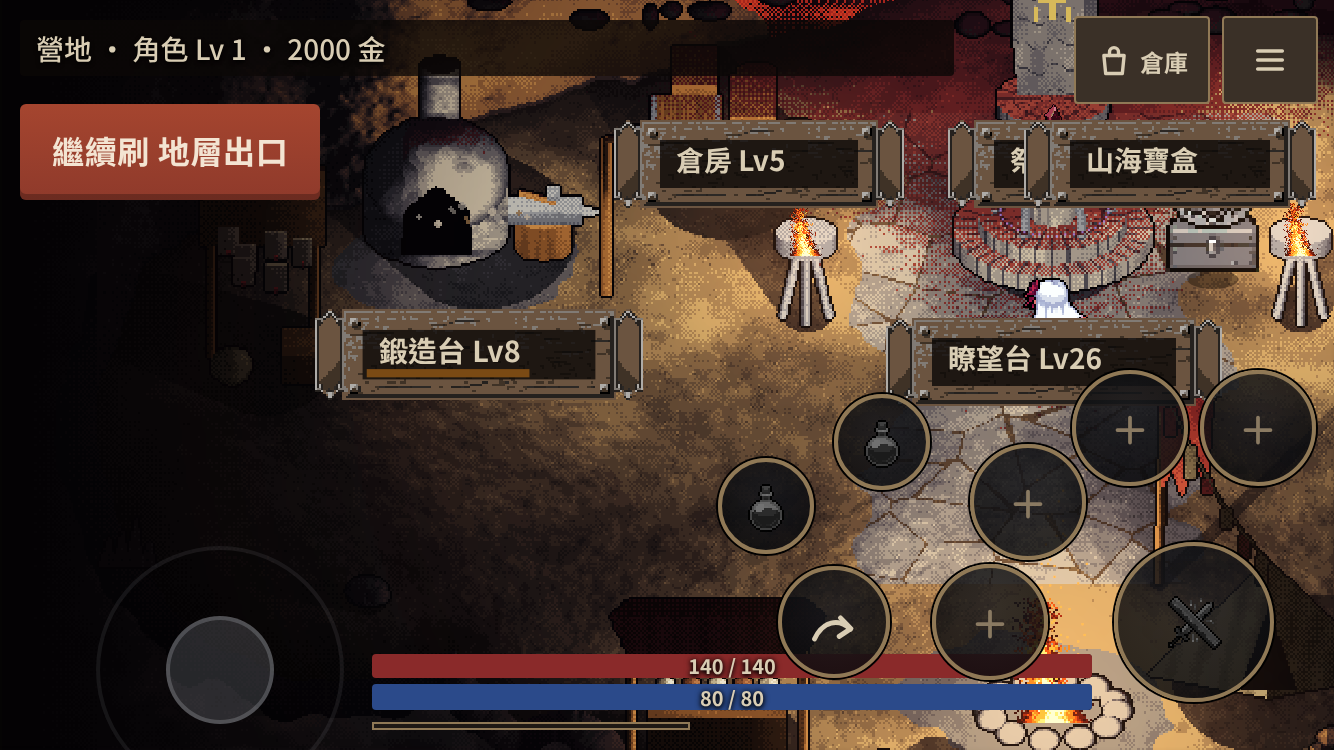 營地 • 角色 Lv 1 • 2000 金
倉庫
繼續刷 地層出口
倉房 Lv5
山海寶盒
鍛造台 Lv8
瞭望台 Lv26
140 / 140
80 / 80